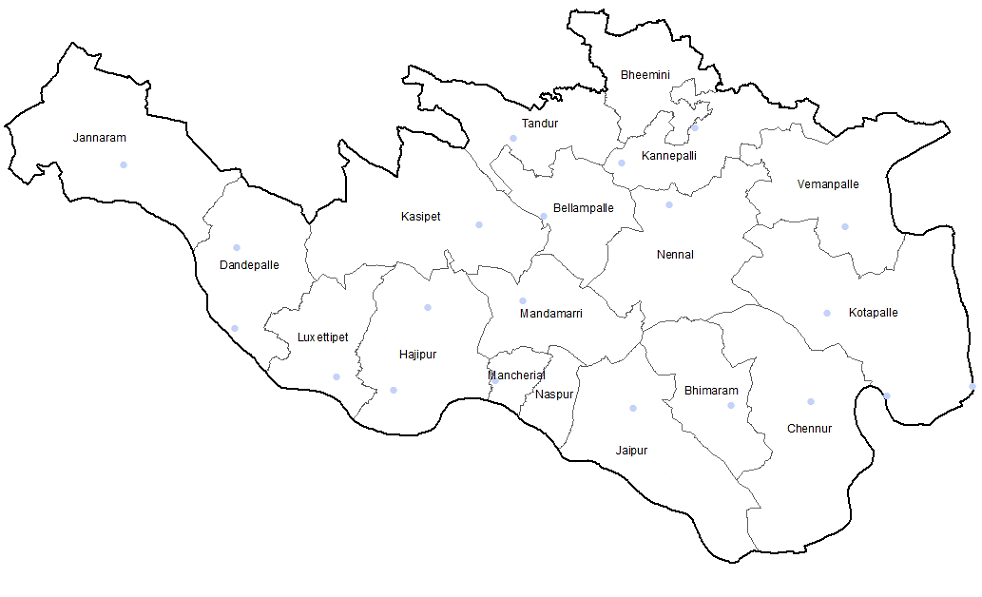 Bheemini
Tandur
Jannaram
Kannepalli
Vemanpalle
Bellampalle
Kasipet
Nennal
Dandepalle
Mandamarri
Kotapalle
Luxettipet
Hajipur
Mancherial
Naspur
Bhimaram
Chennur
Jaipur